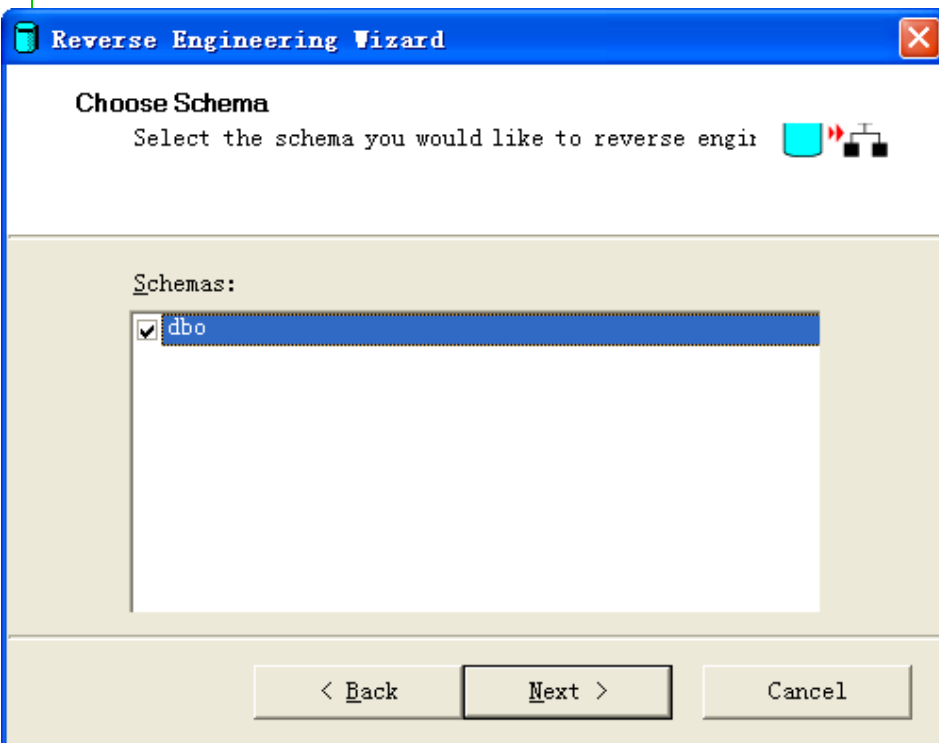 Reverse Engineering Wizard
Choose Schema
Select the schema you would like to reverse engi
Schemas:
dbo
< Back
Next >
Cancel